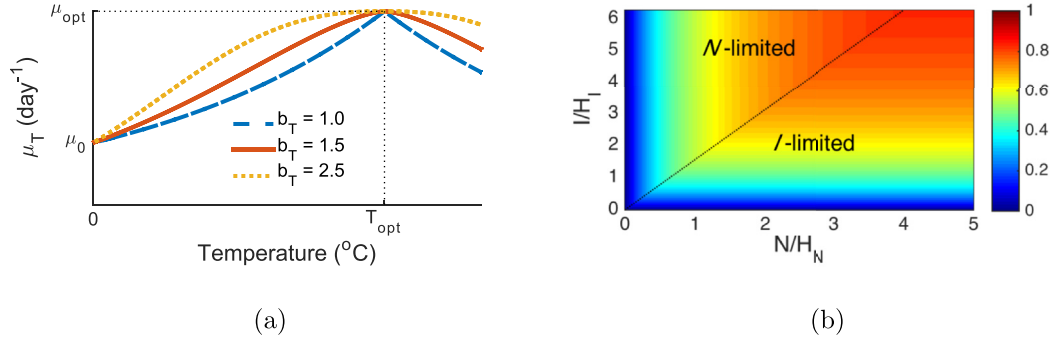 μopt
μT (day-1)
μ0
bT = 1.0
bT = 1.5
bT = 2.5
0
Topt
Temperature (oC)
(a)
6
5
4
3
2
1
0
I/HI
N-limited
I-limited
0 1 2 3 4 5
N/HN
1
0.8
0.6
0.4
0.2
0
(b)